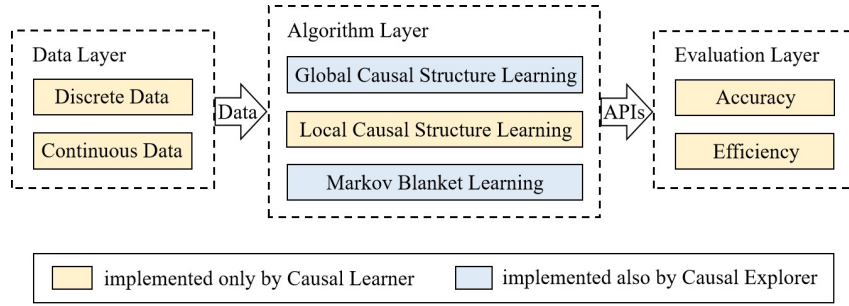 Data Layer
Discrete Data
Continuous Data
Data
Algorithm Layer
Global Causal Structure Learning
Local Causal Structure Learning
Markov Blanket Learning
APIs
Evaluation Layer
Accuracy
Efficiency
implemented only by Causal Learner
implemented also by Causal Explorer